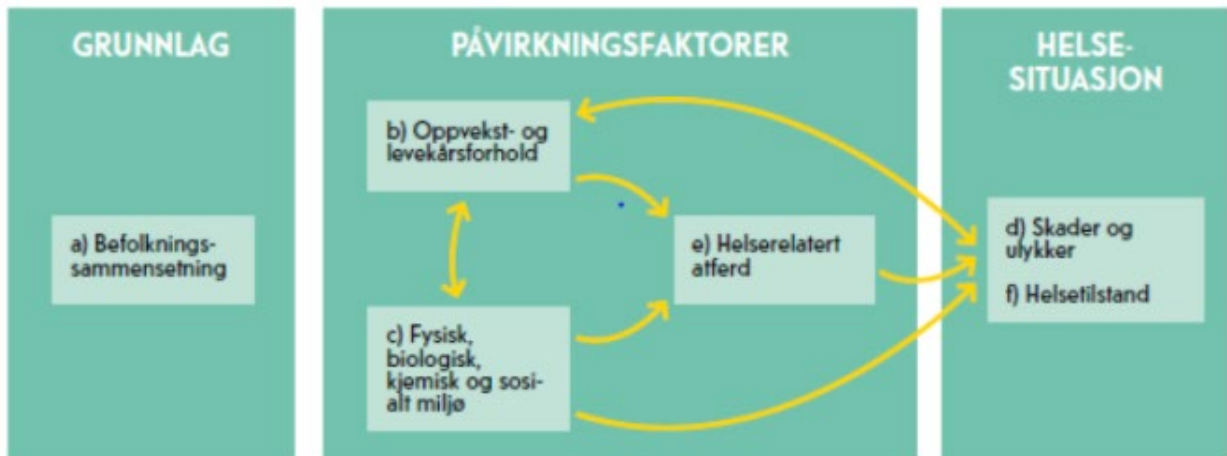 GRUNNLAG
a) Befolknings-
sammensetning
PÅVIRKNINGSFAKTORER
b) Oppvekst- og
levekårsforhold
e) Helserelatert
atferd
c) Fysisk,
biologisk,
kjemisk og sosi-
alt miljø
HELSE-
SITUASJON
d) Skader og
ulykker
f) Helsetilstand